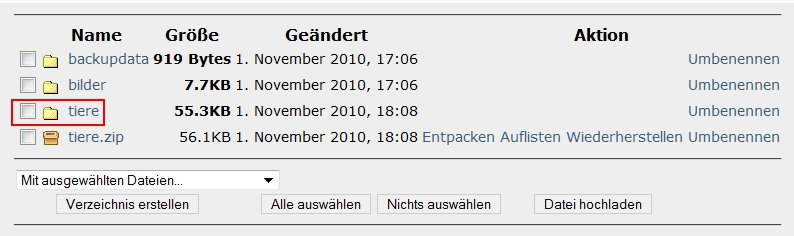 Name Größe Geändert Aktion
backupdata 919 Bytes 1. November 2010, 17:06 Umbenennen
bilder 7.7KB 1. November 2010, 17:06 Umbenennen
tiere 55.3KB 1. November 2010, 18:08 Umbenennen
tiere.zip 56.1KB 1. November 2010, 18:08 Entpacken Auflisten Wiederherstellen Umbenennen
Mit ausgewählten Dateien...
Verzeichnis erstellen Alle auswählen Nichts auswählen Datei hochladen